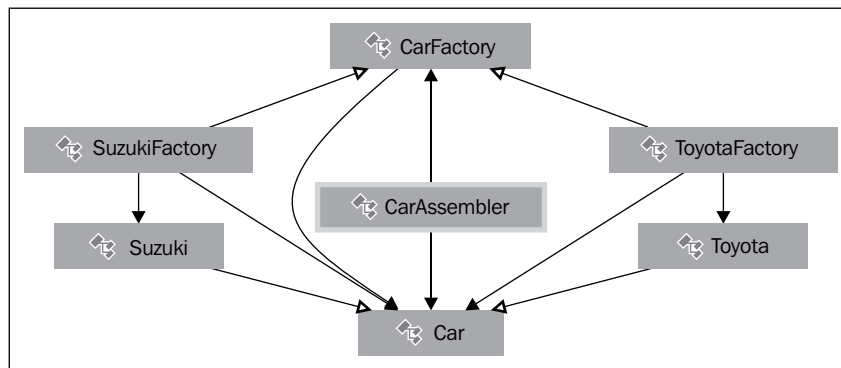 CarFactory
SuzukiFactory
ToyotaFactory
CarAssembler
Suzuki
Toyota
Car